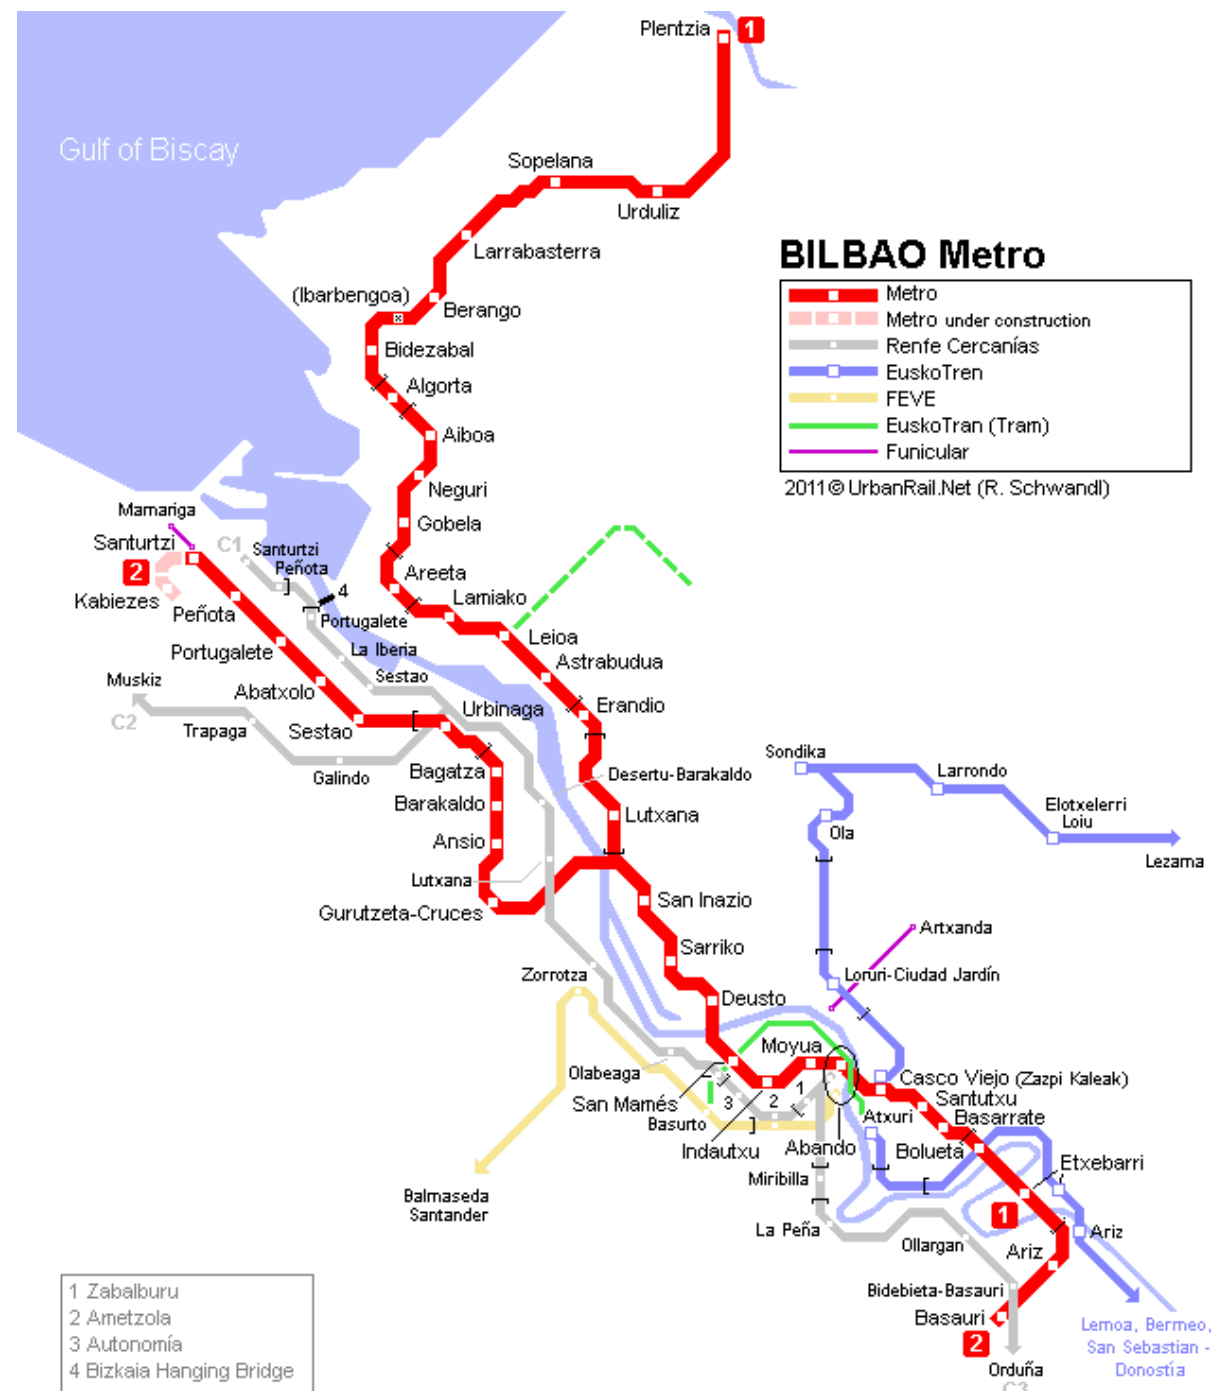 Plentzia
1
Gulf of Biscay
Sopelana
Urduliz
Larrabasterra
(Ibarbengoa)
Berango
Bidezabal
Algorta
Aiboa
Neguri
Gobela
Areeta
Lamiako
Leioa
Astrabudua
Erandio
Desertu-Barakaldo
Lutxana
BILBAO Metro
Metro
Metro under construction
Renfe Cercanías
EuskoTren
FEVE
EuskoTran (Tram)
Funicular
2011© UrbanRail.Net (R. Schwandl)
Mamariga
Santurtzi
2
Kabiezes
C1
Santurtzi
Peñota
4
Portugalete
La Iberia
Sestao
Peñota
Portugalete
Abatxolo
Sestao
Urbinaga
Muskiz
C2
Trapaga
Galindo
Bagatza
Barakaldo
Ansio
Lutxana
Gurutzeta-Cruces
San Inazio
Sarriko
Deusto
Zorrotza
Sondika
Larrondo
Elotxelerri
Loiu
Lezama
Ola
Artxanda
Loruri-Ciudad Jardín
Moyua
Olabeaga
San Mamés
Basurto
3
2
1
Indautxu
Abando
Casco Viejo (Zazpi Kaleak)
Santutxu
Basarrate
Atxuri
Bolueta
Etxebarri
Miribilla
La Peña
Ollargan
1
Ariz
Ariz
Bidebieta-Basauri
Basauri
2
Orduña
C3
Lemoa, Bermeo,
San Sebastian -
Donostía
Balmaseda
Santander
1 Zabalburu
2 Ametzola
3 Autonomía
4 Bizkaia Hanging Bridge